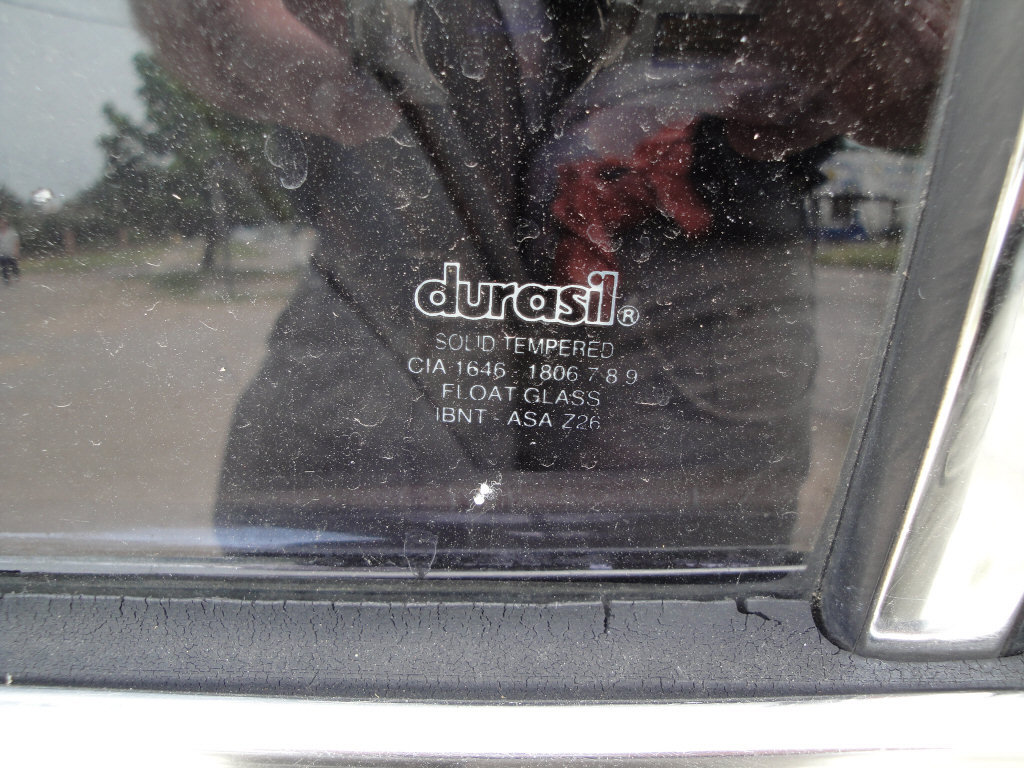 durasil®
SOLID TEMPERED
CIA 1646 - 1806 7 8 9
FLOAT GLASS
IBNT - ASA Z26